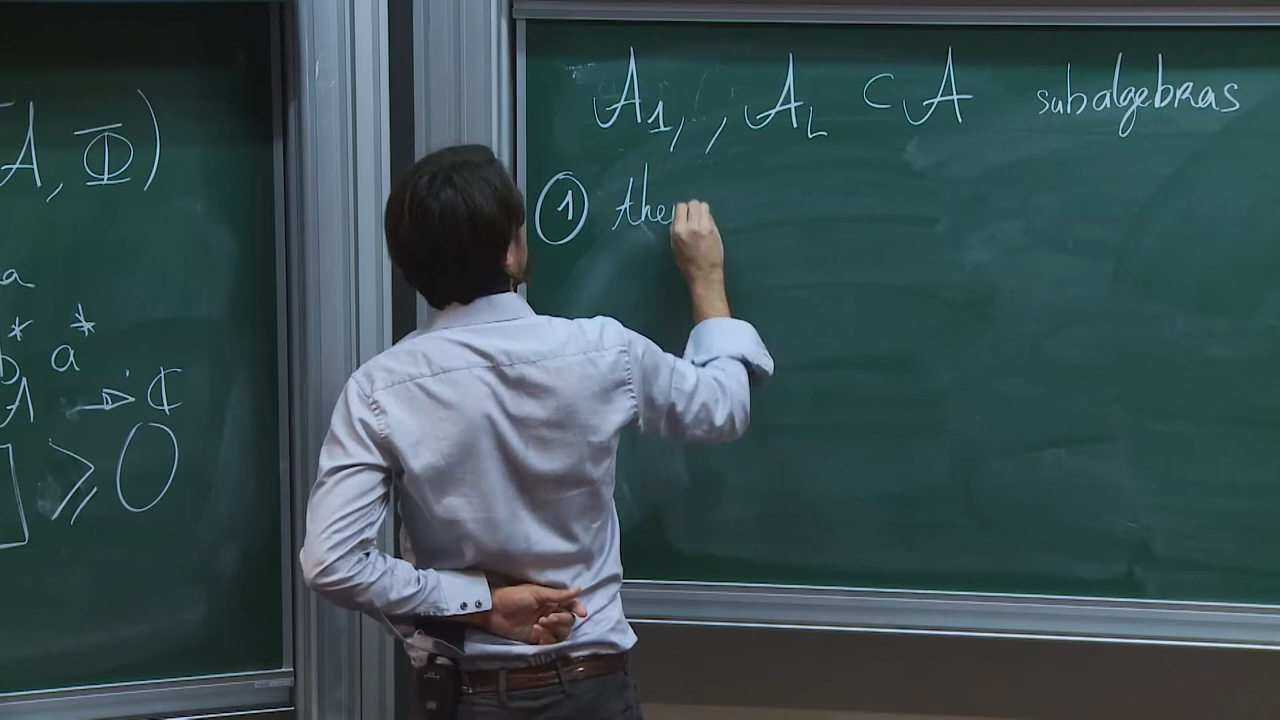 A, Φ)
a
* *
b a
A → ℂ
] ≥ 0
A₁, , A_L ⊂ A subalgebras
① the